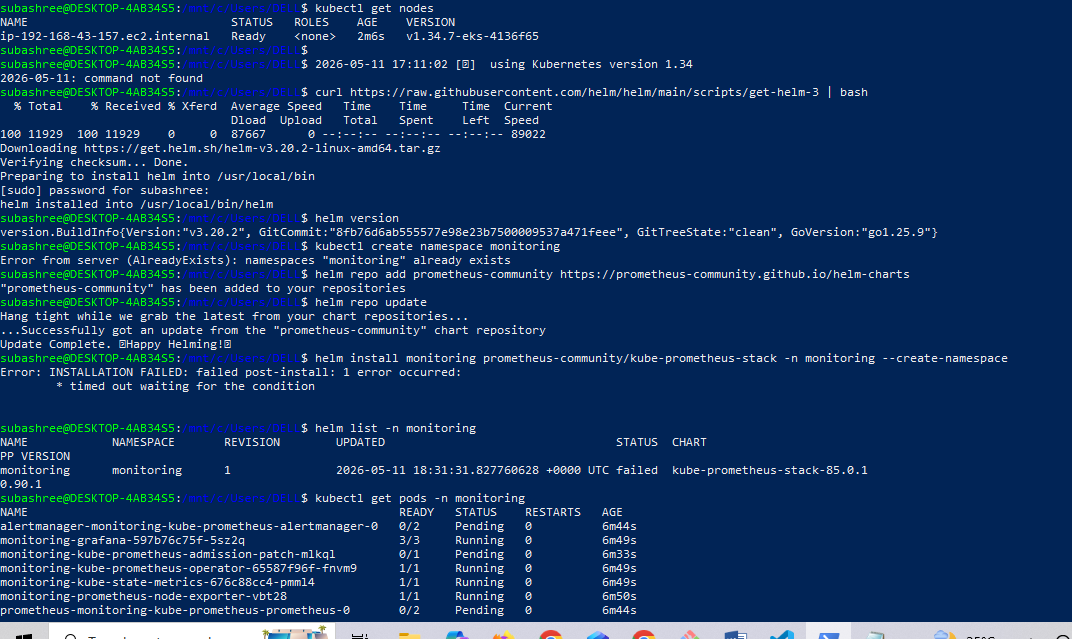 subashree@DESKTOP-4AB34S5: $ kubectl get nodes
NAME STATUS ROLES AGE VERSION
ip-192-168-43-157.ec2.internal Ready <none> 2m6s v1.34.7-eks-4136f65
subashree@DESKTOP-4AB34S5: $
subashree@DESKTOP-4AB34S5: $ 2026-05-11 17:11:02 [] using Kubernetes version 1.34
2026-05-11: command not found
subashree@DESKTOP-4AB34S5: $ curl https://raw.githubusercontent.com/helm/helm/main/scripts/get-helm-3 | bash
% Total % Received % Xferd Average Speed Time Time Time Current
Dload Upload Total Spent Left Speed
100 11929 100 11929 0 0 87667 0 --:--:-- --:--:-- --:--:-- 89022
Downloading https://get.helm.sh/helm-v3.20.2-linux-amd64.tar.gz
Verifying checksum... Done.
Preparing to install helm into /usr/local/bin
[sudo] password for subashree:
helm installed into /usr/local/bin/helm
subashree@DESKTOP-4AB34S5: $ helm version
version.BuildInfo{Version:"v3.20.2", GitCommit:"8fb76d6ab555577e98e23b7500009537a471feee", GitTreeState:"clean", GoVersion:"go1.25.9"}
subashree@DESKTOP-4AB34S5: $ kubectl create namespace monitoring
Error from server (AlreadyExists): namespaces "monitoring" already exists
subashree@DESKTOP-4AB34S5: $ helm repo add prometheus-community https://prometheus-community.github.io/helm-charts
"prometheus-community" has been added to your repositories
subashree@DESKTOP-4AB34S5: $ helm repo update
Hang tight while we grab the latest from your chart repositories...
...Successfully got an update from the "prometheus-community" chart repository
Update Complete. Happy Helming!
subashree@DESKTOP-4AB34S5: $ helm install monitoring prometheus-community/kube-prometheus-stack -n monitoring --create-namespace
Error: INSTALLATION FAILED: failed post-install: 1 error occurred:
* timed out waiting for the condition
subashree@DESKTOP-4AB34S5: $ helm list -n monitoring
NAME NAMESPACE REVISION UPDATED STATUS CHART
PP VERSION
monitoring monitoring 1 2026-05-11 18:31:31.827760628 +0000 UTC failed kube-prometheus-stack-85.0.1
0.90.1
subashree@DESKTOP-4AB34S5: $ kubectl get pods -n monitoring
NAME READY STATUS RESTARTS AGE
alertmanager-monitoring-kube-prometheus-alertmanager-0 0/2 Pending 0 6m44s
monitoring-grafana-597b76c75f-5sz2q 3/3 Running 0 6m49s
monitoring-kube-prometheus-admission-patch-mlkql 0/1 Pending 0 6m33s
monitoring-kube-prometheus-operator-65587f96f-fnvm9 1/1 Running 0 6m49s
monitoring-kube-state-metrics-676c88cc4-pmml4 1/1 Running 0 6m49s
monitoring-prometheus-node-exporter-vbt28 1/1 Running 0 6m50s
prometheus-monitoring-kube-prometheus-prometheus-0 0/2 Pending 0 6m44s